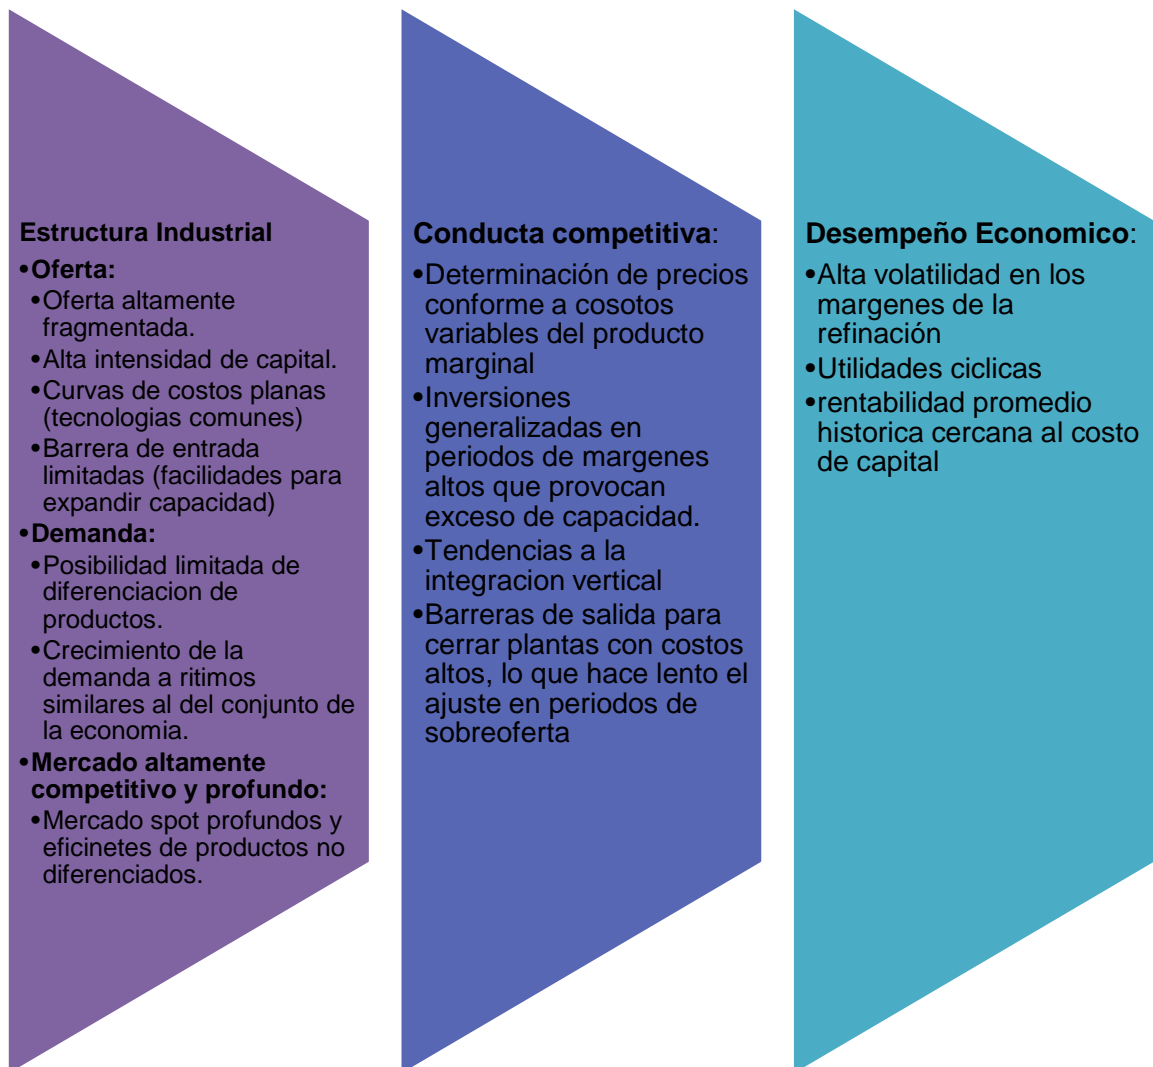 Estructura Industrial
•Oferta:
•Oferta altamente
fragmentada.
•Alta intensidad de capital.
•Curvas de costos planas
(tecnologias comunes)
•Barrera de entrada
limitadas (facilidades para
expandir capacidad)
•Demanda:
•Posibilidad limitada de
diferenciacion de
productos.
•Crecimiento de la
demanda a ritimos
similares al del conjunto de
la economia.
•Mercado altamente
competitivo y profundo:
•Mercado spot profundos y
eficinetes de productos no
diferenciados.
Conducta competitiva:
•Determinación de precios
conforme a cosotos
variables del producto
marginal
•Inversiones
generalizadas en
periodos de margenes
altos que provocan
exceso de capacidad.
•Tendencias a la
integracion vertical
•Barreras de salida para
cerrar plantas con costos
altos, lo que hace lento el
ajuste en periodos de
sobreoferta
Desempeño Economico:
•Alta volatilidad en los
margenes de la
refinación
•Utilidades ciclicas
•rentabilidad promedio
historica cercana al costo
de capital